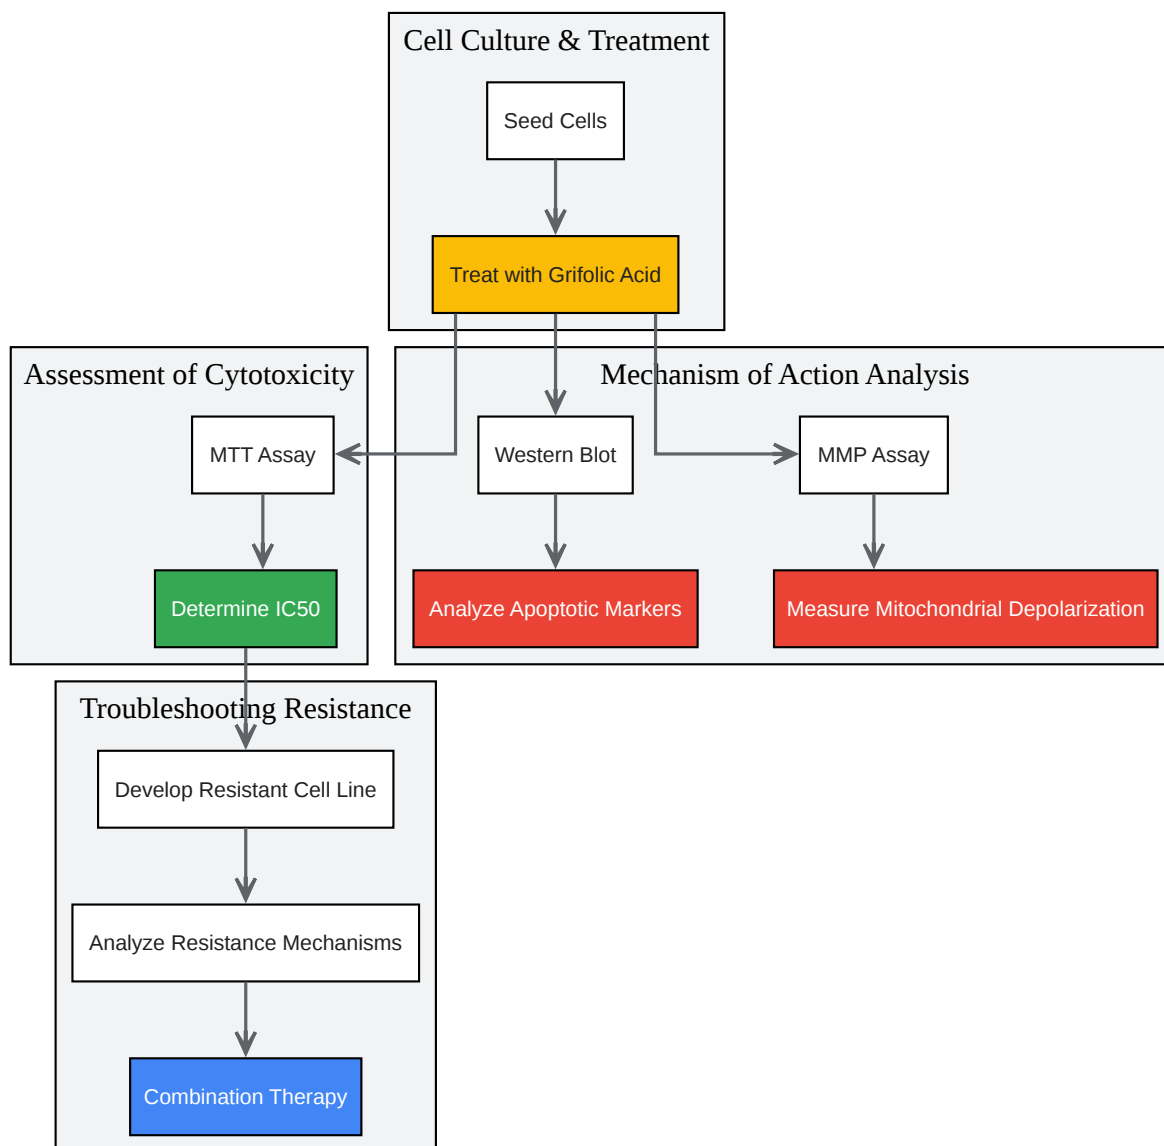 Cell Culture & Treatment
Seed Cells
Treat with Grifolic Acid
Assessment of Cytotoxicity
MTT Assay
Determine IC50
Mechanism of Action Analysis
Western Blot
MMP Assay
Analyze Apoptotic Markers
Measure Mitochondrial Depolarization
Troubleshooting Resistance
Develop Resistant Cell Line
Analyze Resistance Mechanisms
Combination Therapy